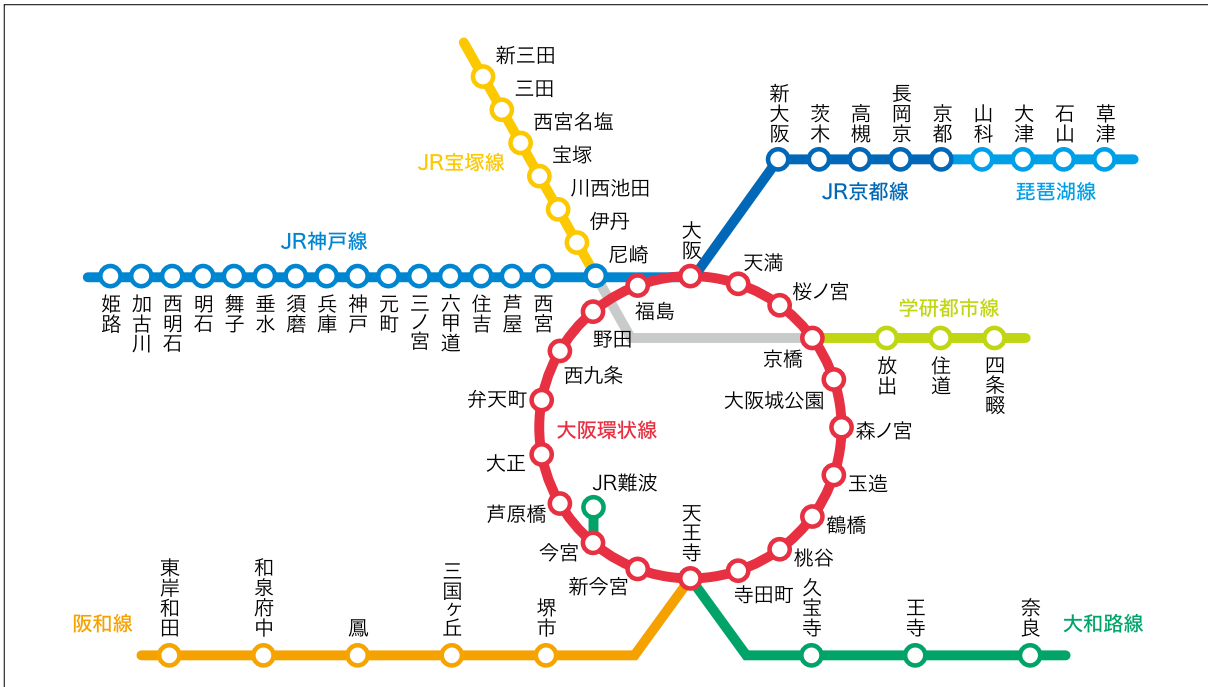 新三田
三田
西宮名塩
宝塚
川西池田
伊丹
尼崎
JR宝塚線
新大阪
茨木
高槻
長岡京
京都
山科
大津
石山
草津
JR京都線
琵琶湖線
JR神戸線
姫路
加古川
西明石
明石
舞子
垂水
須磨
兵庫
神戸
元町
三ノ宮
六甲道
住吉
芦屋
西宮
大阪
天満
桜ノ宮
京橋
大阪城公園
森ノ宮
玉造
鶴橋
桃谷
寺田町
天王寺
新今宮
今宮
芦原橋
大正
弁天町
西九条
野田
福島
大阪環状線
JR難波
学研都市線
放出
住道
四条畷
阪和線
東岸和田
和泉府中
鳳
三国ヶ丘
堺市
久宝寺
王寺
奈良
大和路線